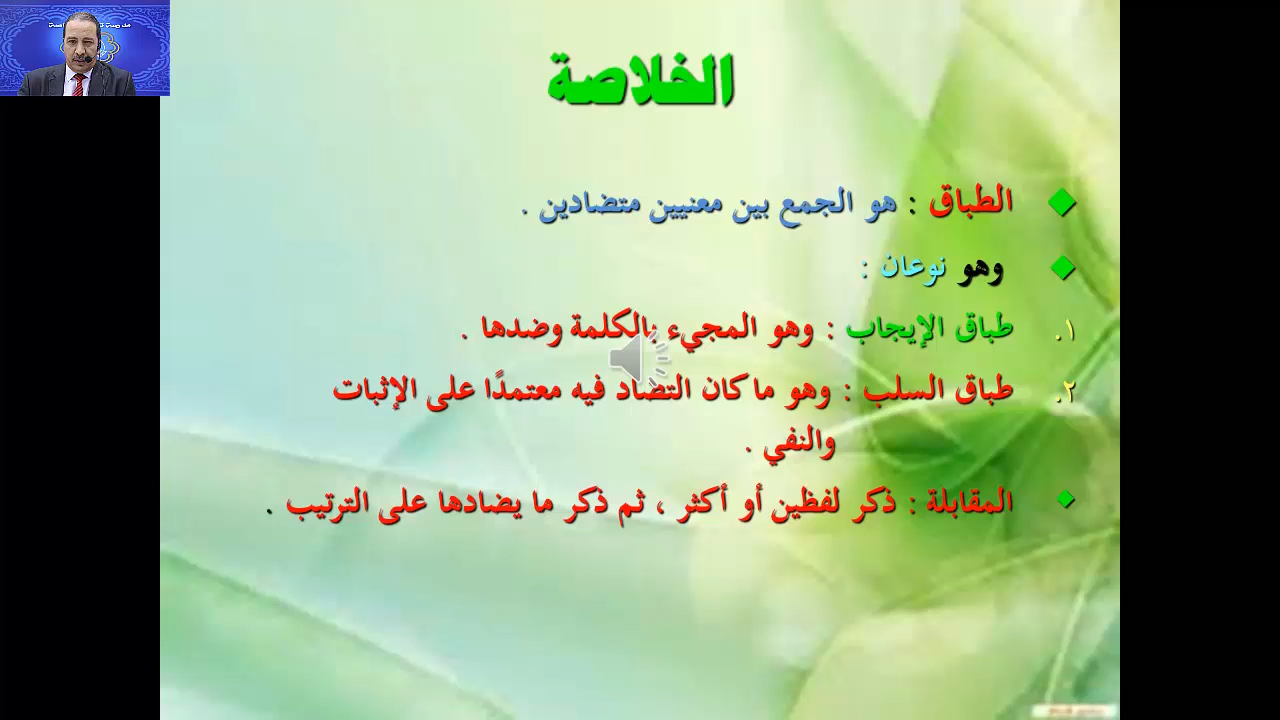 الخلاصة
الطباق : هو الجمع بين معنيين متضادين .
وهو نوعان :
١. طباق الإيجاب : وهو المجيء بالكلمة وضدها .
٢. طباق السلب : وهو ما كان التضاد فيه معتمدًا على الإثبات
والنفي .
المقابلة : ذكر لفظين أو أكثر ، ثم ذكر ما يضادها على الترتيب .